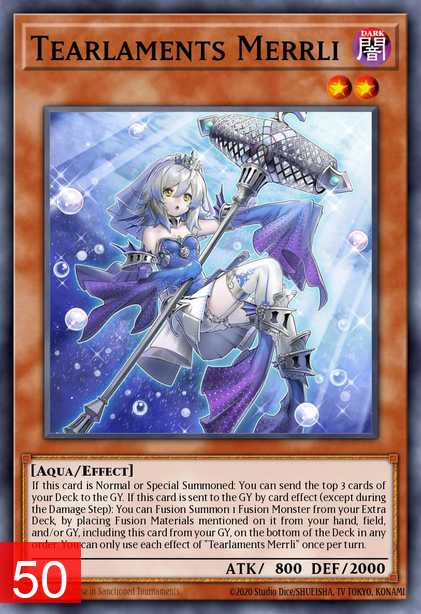 TEARLAMENTS MERRLI
DARK
闇
[AQUA/EFFECT]
If this card is Normal or Special Summoned: You can send the top 3 cards of
your Deck to the GY. If this card is sent to the GY by card effect (except during
the Damage Step): You can Fusion Summon 1 Fusion Monster from your Extra
Deck, by placing Fusion Materials mentioned on it from your hand, field,
and/or GY, including this card from your GY, on the bottom of the Deck in any
order. You can only use each effect of "Tearlaments Merrli" once per turn.
ATK/ 800 DEF/2000
50
Use in Sanctioned Tournaments
©2020 Studio Dice/SHUEISHA, TV TOKYO, KONAMI